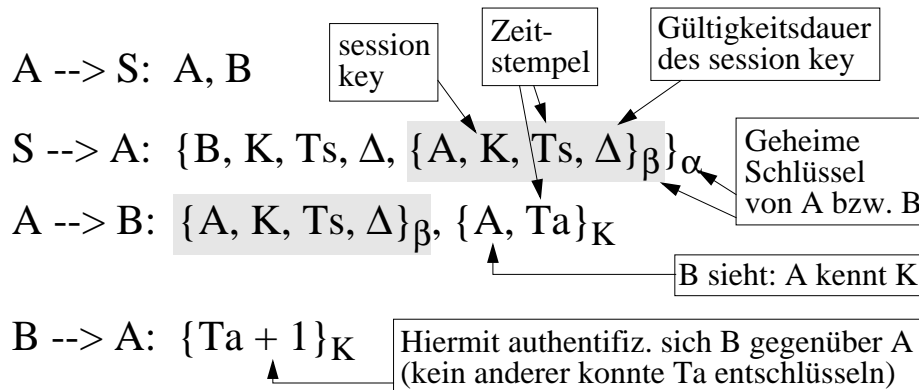 session
key
Zeit-
stempel
Gültigkeitsdauer
des session key
A --> S: A, B
S --> A: {B, K, Ts, Δ, {A, K, Ts, Δ}β}α
Geheime
Schlüssel
von A bzw. B
A --> B: {A, K, Ts, Δ}β, {A, Ta}K
B sieht: A kennt K
B --> A: {Ta + 1}K
Hiermit authentifiz. sich B gegenüber A
(kein anderer konnte Ta entschlüsseln)